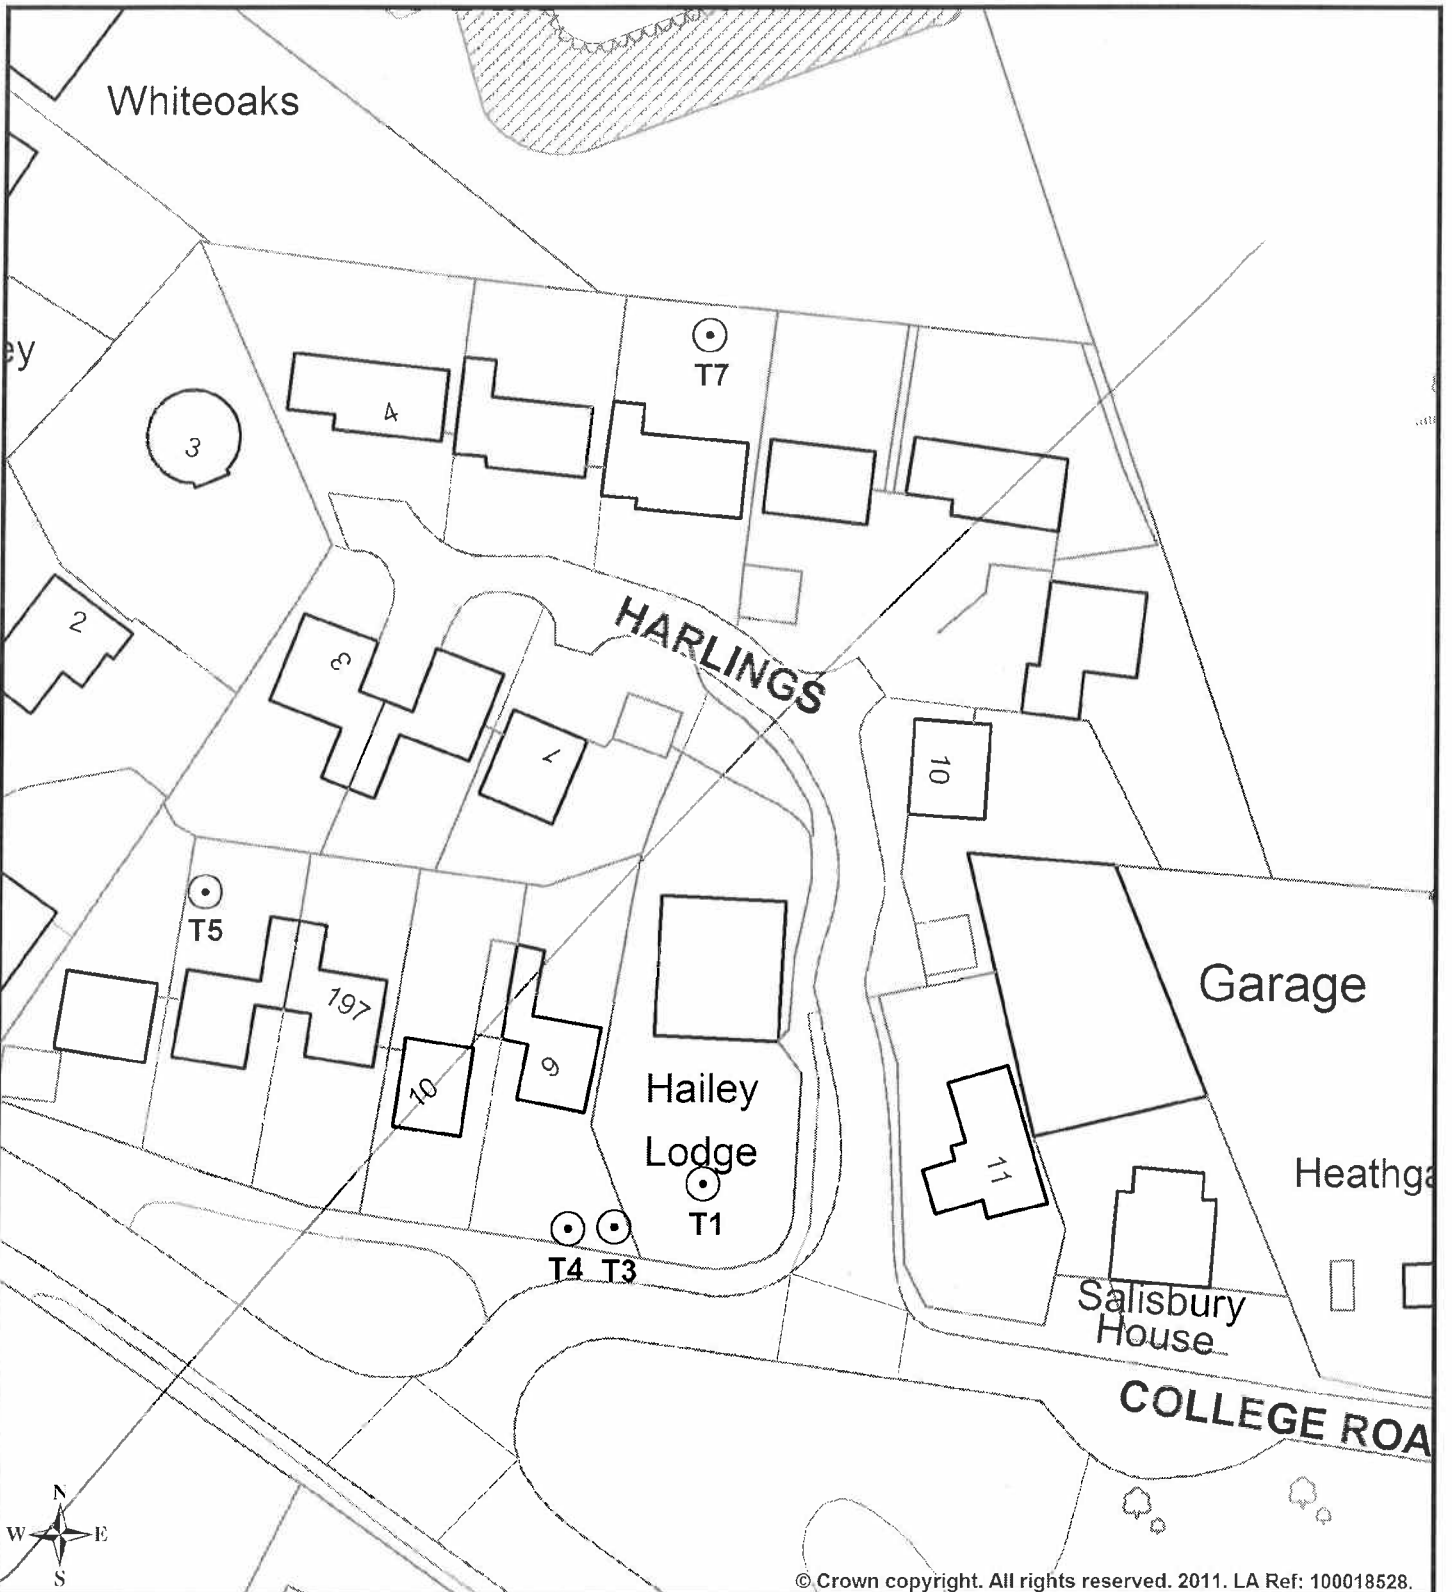 Whiteoaks
ey
T7
4
3
HARLINGS
2
3
7
10
T5
Garage
197
10
9
Hailey
Lodge
T1
11
Heathga
T4
T3
Salisbury
House
COLLEGE ROA
N
W
E
S
© Crown copyright. All rights reserved. 2011. LA Ref: 100018528.